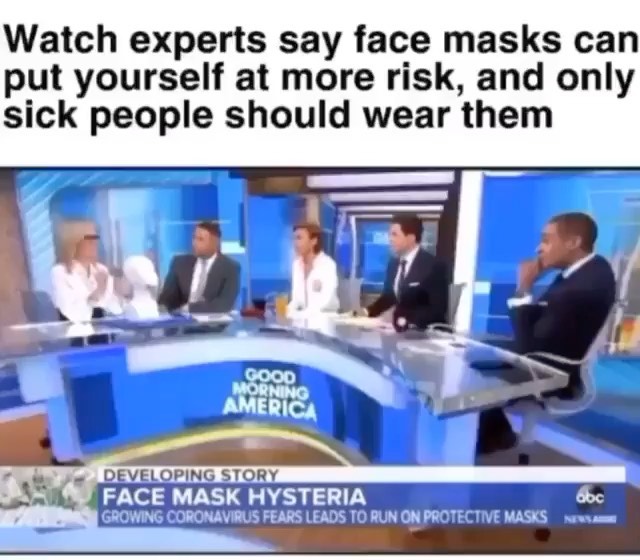 Watch experts say face masks can
put yourself at more risk, and only
sick people should wear them
GOOD
MORNING
AMERICA
DEVELOPING STORY
FACE MASK HYSTERIA
abc
GROWING CORONAVIRUS FEARS LEADS TO RUN ON PROTECTIVE MASKS
NEWS